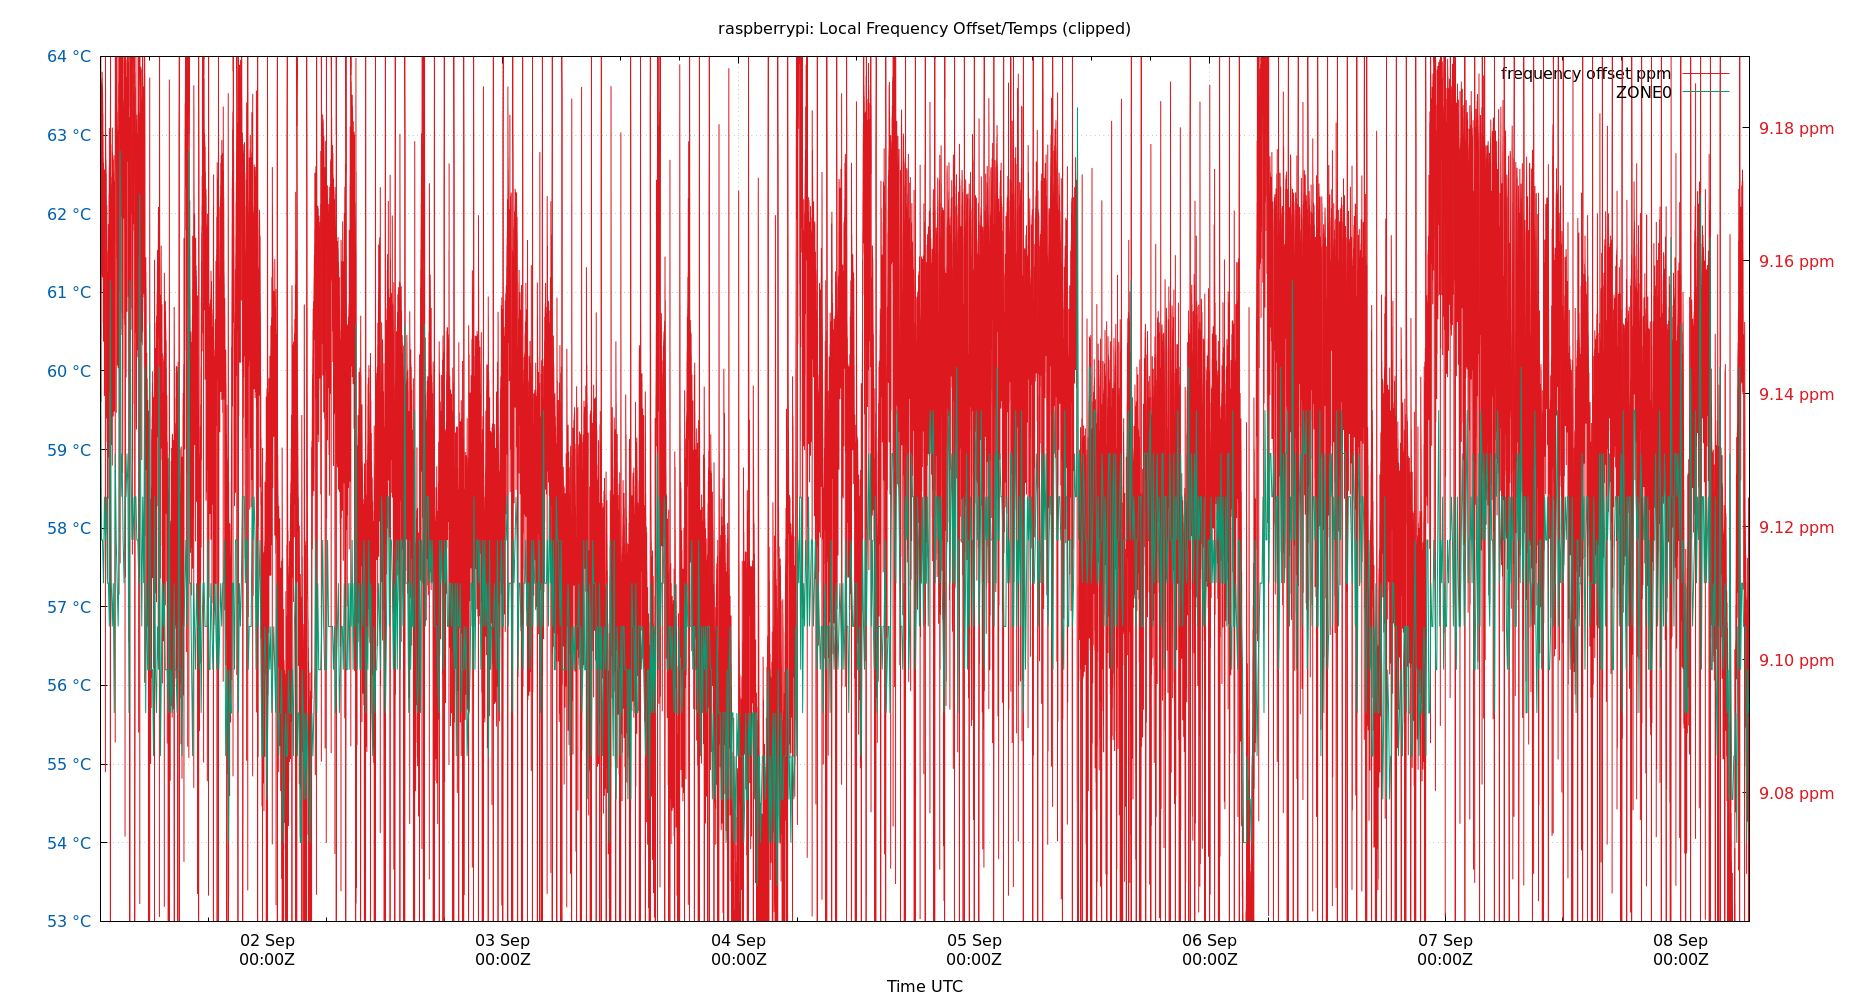 raspberrypi: Local Frequency Offset/Temps (clipped)
64 °C
63 °C
62 °C
61 °C
60 °C
59 °C
58 °C
57 °C
56 °C
55 °C
54 °C
53 °C
frequency offset ppm
ZONE0
9.18 ppm
9.16 ppm
9.14 ppm
9.12 ppm
9.10 ppm
9.08 ppm
02 Sep
00:00Z
03 Sep
00:00Z
04 Sep
00:00Z
05 Sep
00:00Z
06 Sep
00:00Z
07 Sep
00:00Z
08 Sep
00:00Z
Time UTC